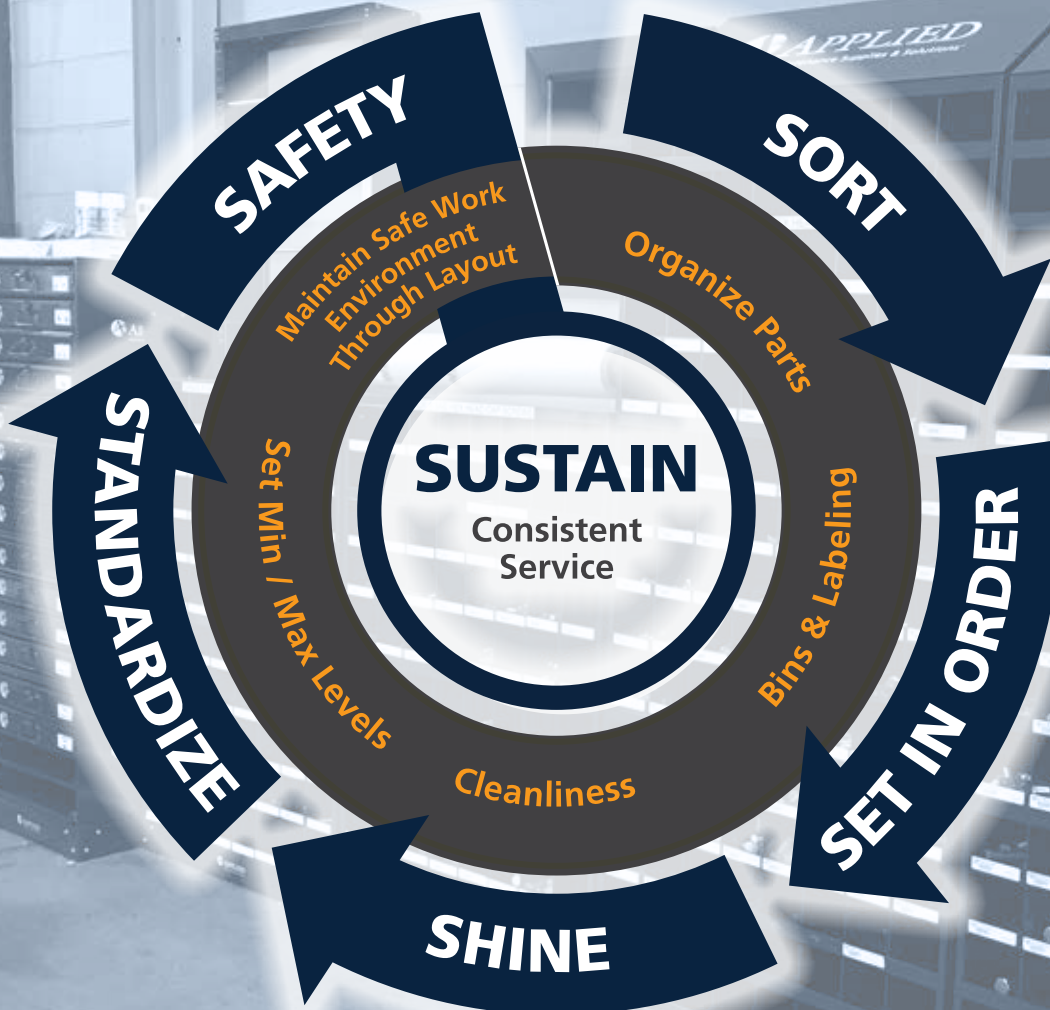 APPLIED
SORT
Organize Parts
SET IN ORDER
Bins & Labeling
SHINE
Cleanliness
STANDARDIZE
Set Min / Max Levels
SAFETY
Maintain Safe Work
Environment
Through Layout
SUSTAIN
Consistent
Service